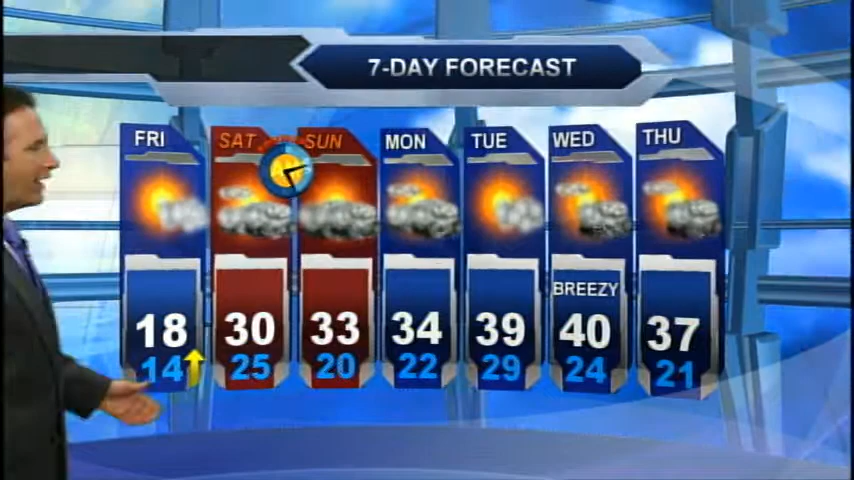 7-DAY FORECAST
FRI SAT SUN MON TUE WED THU
BREEZY
18 30 33 34 39 40 37
14 25 20 22 29 24 21